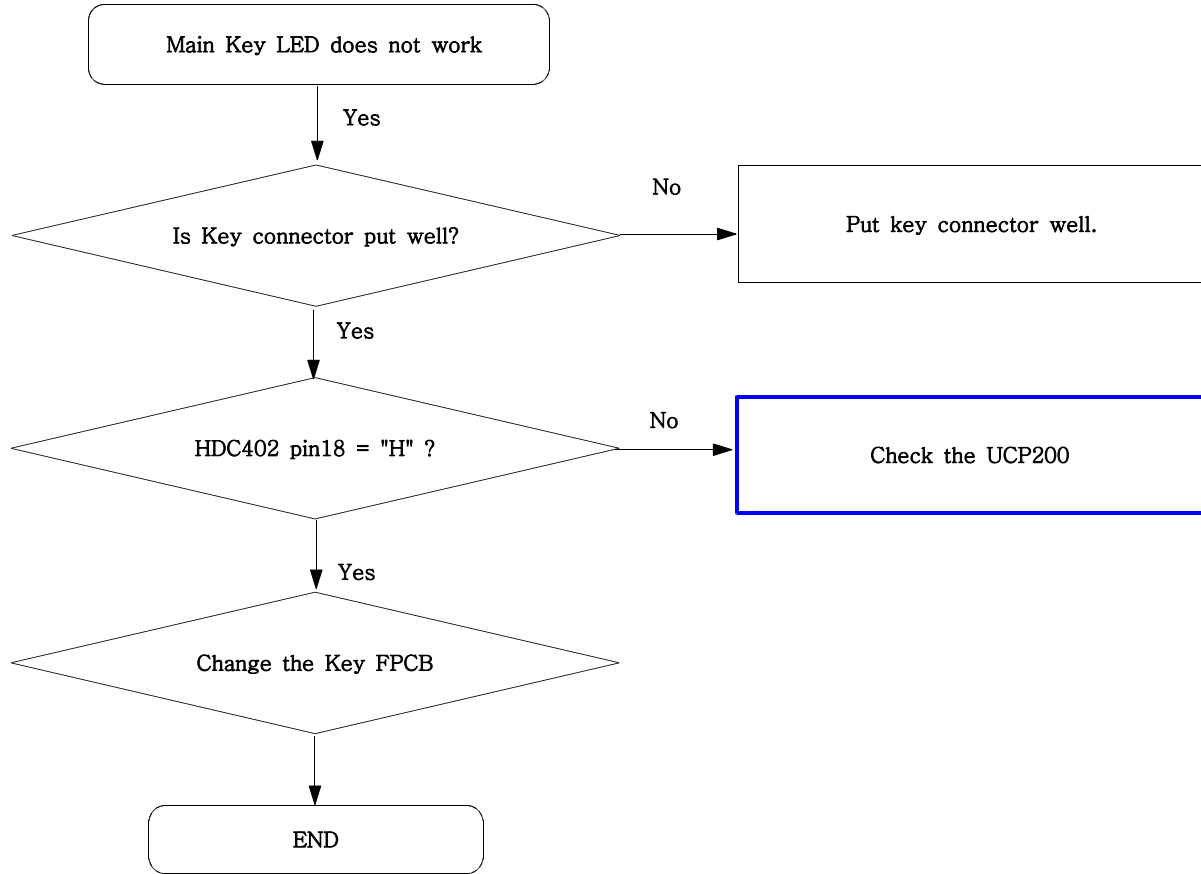 Main Key LED does not work
Yes
No
Is Key connector put well?
Put key connector well.
Yes
No
HDC402 pin18 = "H" ?
Check the UCP200
Yes
Change the Key FPCB
END